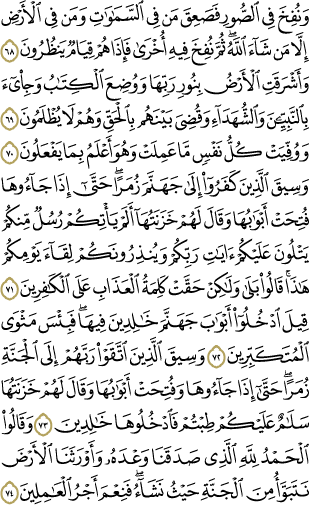 وَنُفِخَ فِي ٱلصُّورِ فَصَعِقَ مَن فِي ٱلسَّمَٰوَٰتِ وَمَن فِي ٱلْأَرْضِ
إِلَّا مَن شَآءَ ٱللَّهُ ۖ ثُمَّ نُفِخَ فِيهِ أُخْرَىٰ فَإِذَا هُمْ قِيَامٌ يَنظُرُونَ ٦٨
وَأَشْرَقَتِ ٱلْأَرْضُ بِنُورِ رَبِّهَا وَوُضِعَ ٱلْكِتَٰبُ وَجِا۟ىٓءَ
بِٱلنَّبِيِّـۧنَ وَٱلشُّهَدَآءِ وَقُضِيَ بَيْنَهُم بِٱلْحَقِّ وَهُمْ لَا يُظْلَمُونَ ٦٩
وَوُفِّيَتْ كُلُّ نَفْسٍ مَّا عَمِلَتْ وَهُوَ أَعْلَمُ بِمَا يَفْعَلُونَ ٧٠
وَسِيقَ ٱلَّذِينَ كَفَرُوٓا۟ إِلَىٰ جَهَنَّمَ زُمَرًا ۖ حَتَّىٰٓ إِذَا جَآءُوهَا
فُتِحَتْ أَبْوَٰبُهَا وَقَالَ لَهُمْ خَزَنَتُهَآ أَلَمْ يَأْتِكُمْ رُسُلٌ مِّنكُمْ
يَتْلُونَ عَلَيْكُمْ ءَايَٰتِ رَبِّكُمْ وَيُنذِرُونَكُمْ لِقَآءَ يَوْمِكُمْ
هَٰذَا ۚ قَالُوا۟ بَلَىٰ وَلَٰكِنْ حَقَّتْ كَلِمَةُ ٱلْعَذَابِ عَلَى ٱلْكَٰفِرِينَ ٧١
قِيلَ ٱدْخُلُوٓا۟ أَبْوَٰبَ جَهَنَّمَ خَٰلِدِينَ فِيهَا ۖ فَبِئْسَ مَثْوَى
ٱلْمُتَكَبِّرِينَ ٧٢ وَسِيقَ ٱلَّذِينَ ٱتَّقَوْا۟ رَبَّهُمْ إِلَى ٱلْجَنَّةِ
زُمَرًا ۖ حَتَّىٰٓ إِذَا جَآءُوهَا وَفُتِحَتْ أَبْوَٰبُهَا وَقَالَ لَهُمْ خَزَنَتُهَا
سَلَٰمٌ عَلَيْكُمْ طِبْتُمْ فَٱدْخُلُوهَا خَٰلِدِينَ ٧٣ وَقَالُوا۟
ٱلْحَمْدُ لِلَّهِ ٱلَّذِي صَدَقَنَا وَعْدَهُۥ وَأَوْرَثَنَا ٱلْأَرْضَ
نَتَبَوَّأُ مِنَ ٱلْجَنَّةِ حَيْثُ نَشَآءُ ۖ فَنِعْمَ أَجْرُ ٱلْعَٰمِلِينَ ٧٤